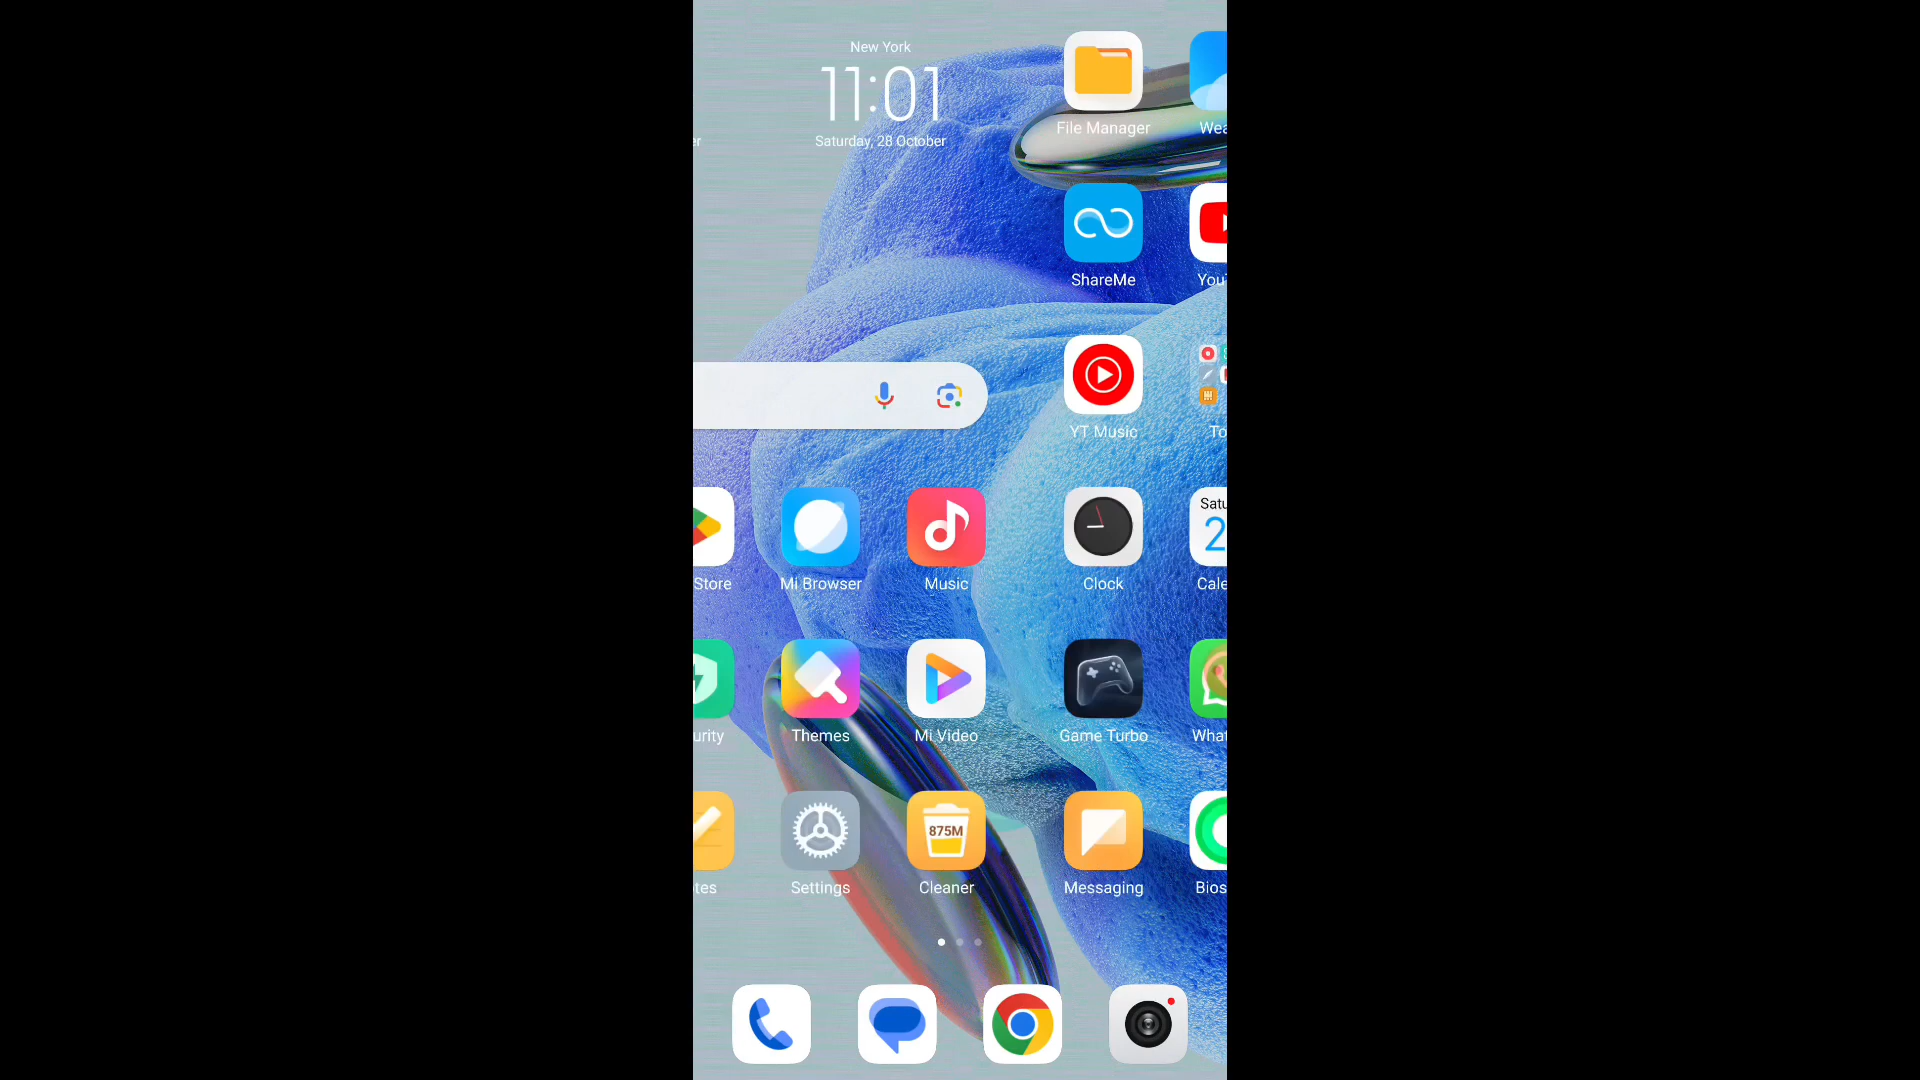 New York
11:01
Saturday, 28 October
er
File Manager
Wea
ShareMe
You
YT Music
To
Satu
2
Store
Mi Browser
Music
Clock
Cale
urity
Themes
Mi Video
Game Turbo
What
875M
tes
Settings
Cleaner
Messaging
Bios